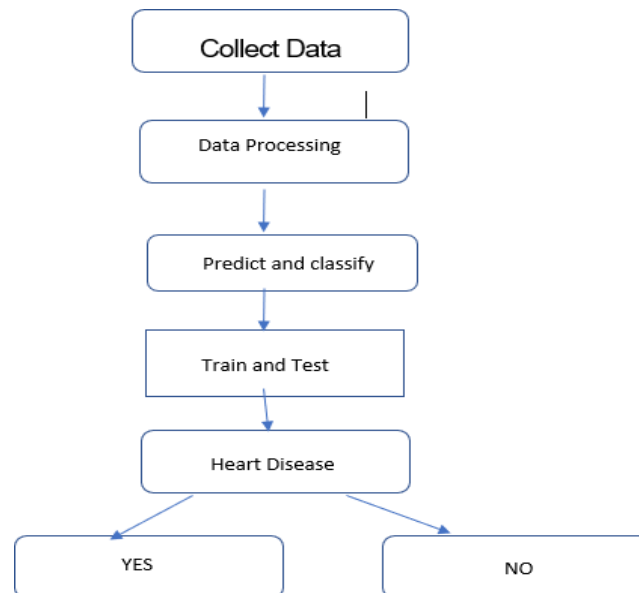 Collect Data
Data Processing
Predict and classify
Train and Test
Heart Disease
YES
NO